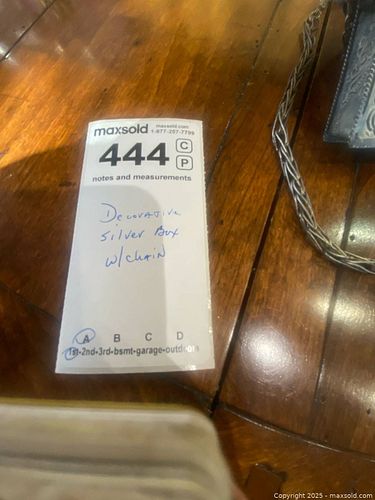 maxsold maxsold.com
1-877-257-7799
444 C
P
notes and measurements
Decorative
silver Box
w/chain
A B C D
1st-2nd-3rd-bsmt-garage-outdoors
Copyright 2025 - maxsold.com